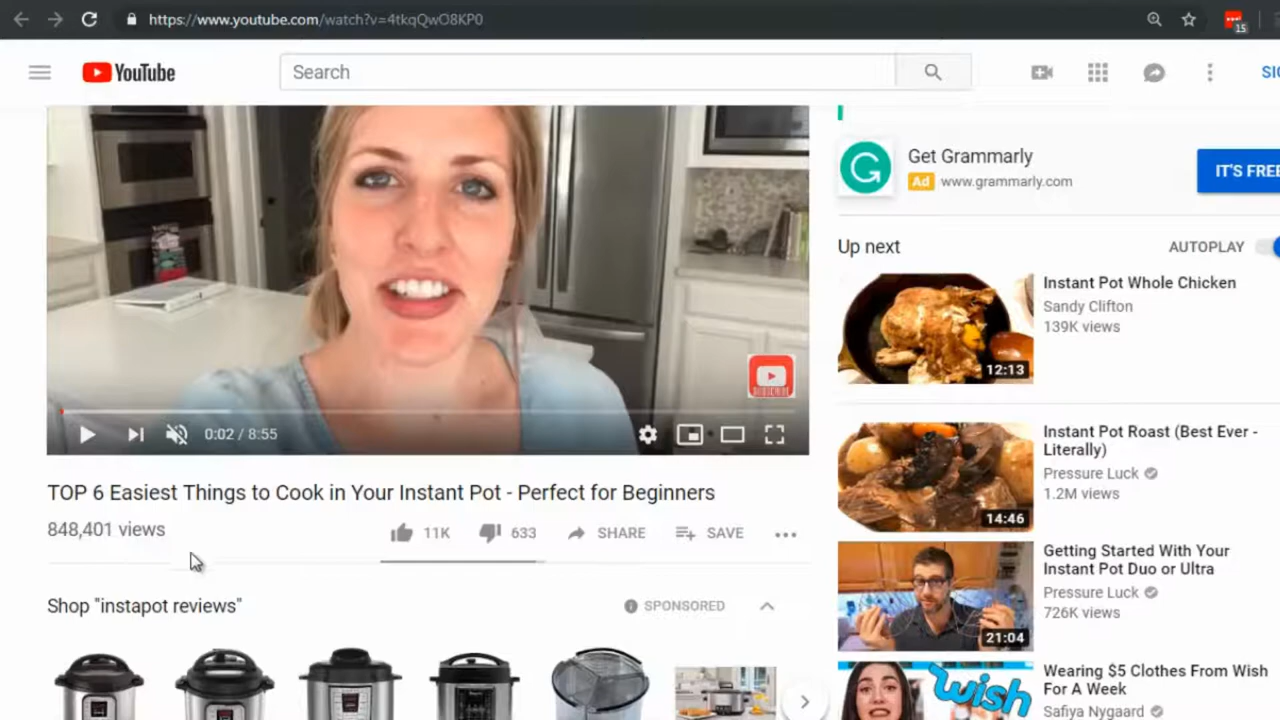 https://www.youtube.com/watch?v=4tkqQwO8KP0
15
YouTube
Search
SIG
Get Grammarly
Ad www.grammarly.com
IT'S FREE
Up next
AUTOPLAY
Instant Pot Whole Chicken
Sandy Clifton
139K views
12:13
SUBSCRIBE
0:02 / 8:55
Instant Pot Roast (Best Ever -
Literally)
Pressure Luck
1.2M views
14:46
TOP 6 Easiest Things to Cook in Your Instant Pot - Perfect for Beginners
848,401 views
11K
633
SHARE
SAVE
Getting Started With Your
Instant Pot Duo or Ultra
Pressure Luck
726K views
21:04
Shop "instapot reviews"
SPONSORED
wish
Wearing $5 Clothes From Wish
For A Week
Safiya Nygaard